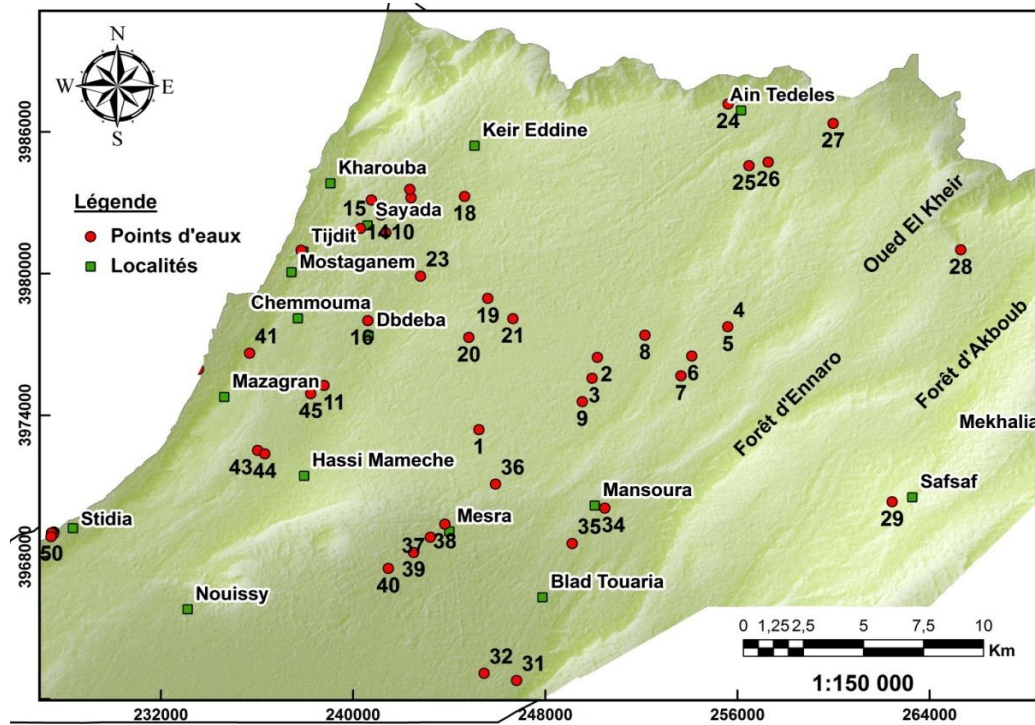 N
W E
S
Légende
Points d'eaux
Localités
Ain Tedeles
24
27
Keir Eddine
25 26
Kharouba
15
Sayada
18
14 10
Tijdit
Oued El Kheir
28
Mostaganem
23
Chemmouma
19
Dbdeba
16
21
20
4
5
8
6
7
2
3
9
41
Mazagran
11
45
Forêt d'Ennaro
Forêt d'Akboub
Mekhalia
1
43 44
Hassi Mameche
36
Mansoura
Safsaf
29
Stidia
50
Mesra
35 34
37 38
39
40
Nouissy
Blad Touaria
32 31
0 1,25 2,5 5 7,5 10
Km
1:150 000
3986000
3980000
3974000
3968000
232000 240000 248000 256000 264000